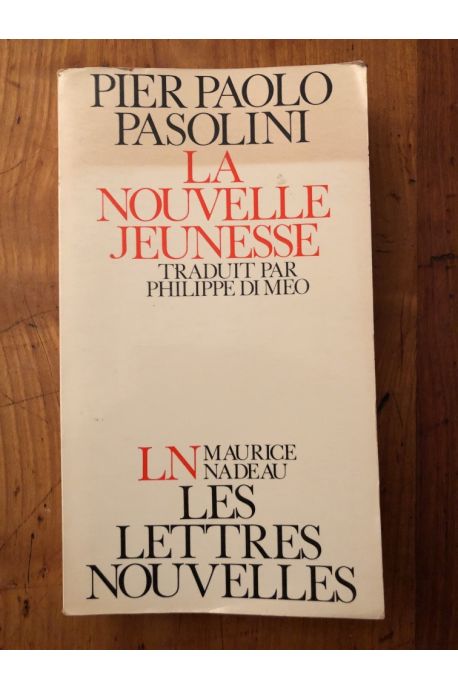 PIER PAOLO
PASOLINI
LA
NOUVELLE
JEUNESSE
TRADUIT PAR
PHILIPPE DI MEO
LN MAURICE
NADEAU
LES
LETTRES
NOUVELLES